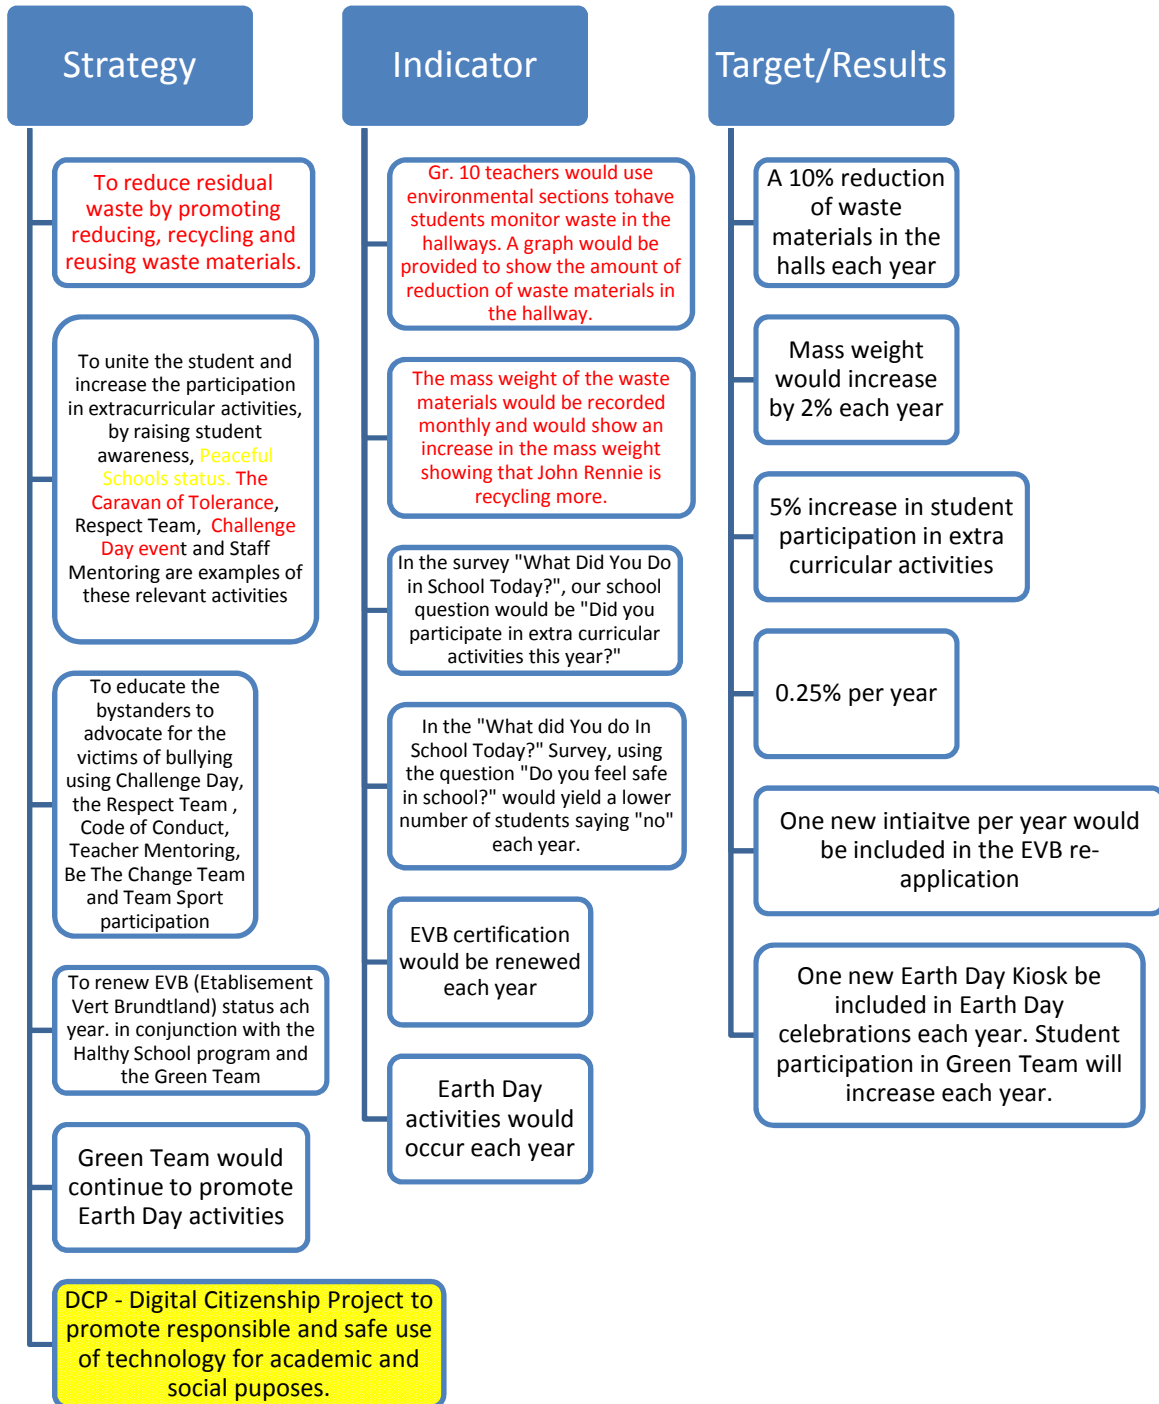 Strategy
To reduce residual
waste by promoting
reducing, recycling and
reusing waste materials.
To unite the student and
increase the participation
in extracurricular activities,
by raising student
awareness, Peaceful
Schools status. The
Caravan of Tolerance,
Respect Team, Challenge
Day event and Staff
Mentoring are examples of
these relevant activities
To educate the
bystanders to
advocate for the
victims of bullying
using Challenge Day,
the Respect Team ,
Code of Conduct,
Teacher Mentoring,
Be The Change Team
and Team Sport
participation
To renew EVB (Etablisement
Vert Brundtland) status ach
year. in conjunction with the
Halthy School program and
the Green Team
Green Team would
continue to promote
Earth Day activities
DCP - Digital Citizenship Project to
promote responsible and safe use
of technology for academic and
social puposes.
Indicator
Gr. 10 teachers would use
environmental sections tohave
students monitor waste in the
hallways. A graph would be
provided to show the amount of
reduction of waste materials in
the hallway.
The mass weight of the waste
materials would be recorded
monthly and would show an
increase in the mass weight
showing that John Rennie is
recycling more.
In the survey "What Did You Do
in School Today?", our school
question would be "Did you
participate in extra curricular
activities this year?"
In the "What did You do In
School Today?" Survey, using
the question "Do you feel safe
in school?" would yield a lower
number of students saying "no"
each year.
EVB certification
would be renewed
each year
Earth Day
activities would
occur each year
Target/Results
A 10% reduction
of waste
materials in the
halls each year
Mass weight
would increase
by 2% each year
5% increase in student
participation in extra
curricular activities
0.25% per year
One new intiaitve per year would
be included in the EVB re-
application
One new Earth Day Kiosk be
included in Earth Day
celebrations each year. Student
participation in Green Team will
increase each year.